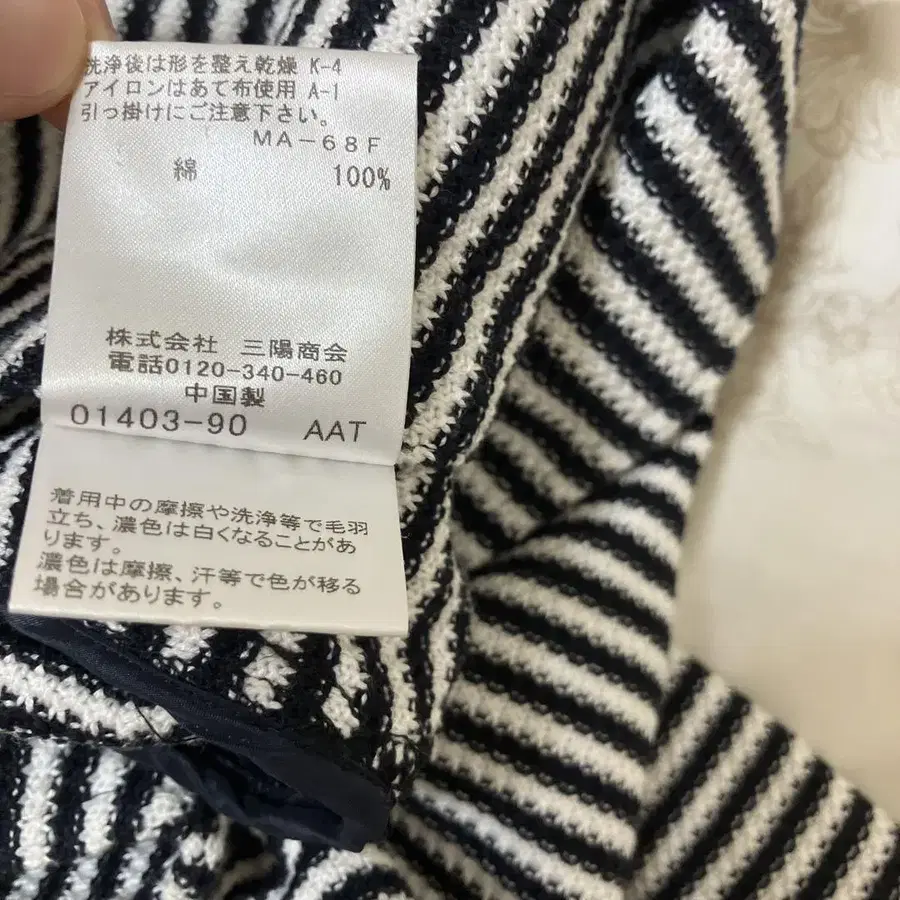 洗浄後は形を整え乾燥 K-4
アイロンはあて布使用 A-1
引っ掛けにご注意下さい。
MA-68F
綿 100%
株式会社 三陽商会
電話0120-340-460
中国製
01403-90 AAT
着用中の摩擦や洗浄等で毛羽
立ち、濃色は白くなることがあ
ります。
濃色は摩擦、汗等で色が移る
場合があります。